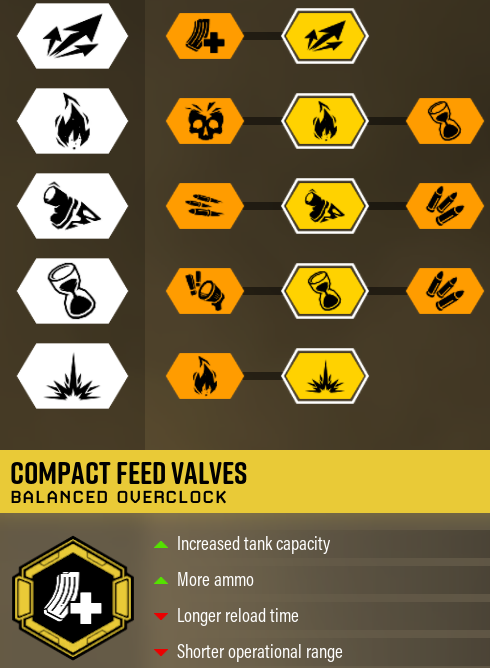 COMPACT FEED VALVES
BALANCED OVERCLOCK
Increased tank capacity
More ammo
Longer reload time
Shorter operational range